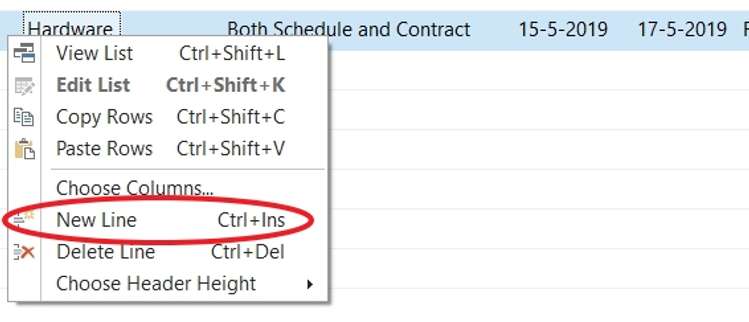 Hardware Both Schedule and Contract 15-5-2019 17-5-2019
View List Ctrl+Shift+L
Edit List Ctrl+Shift+K
Copy Rows Ctrl+Shift+C
Paste Rows Ctrl+Shift+V
Choose Columns...
New Line Ctrl+Ins
Delete Line Ctrl+Del
Choose Header Height